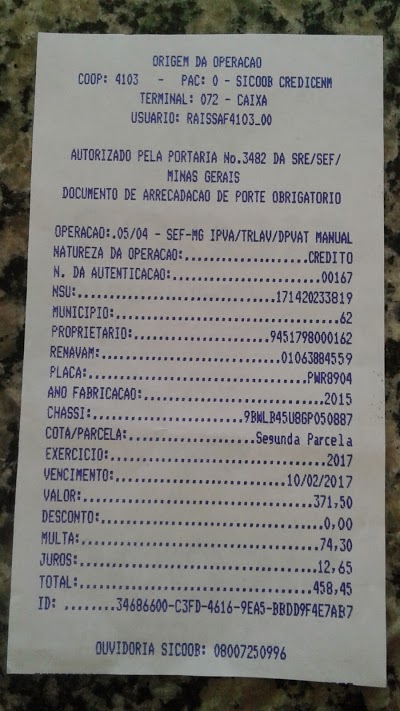 ORIGEM DA OPERACAO
COOP: 4103 - PAC: 0 - SICOOB CREDICENM
TERMINAL: 072 - CAIXA
USUARIO: RAISSAF4103_00
AUTORIZADO PELA PORTARIA No.3482 DA SRE/SEF/
MINAS GERAIS
DOCUMENTO DE ARRECADACAO DE PORTE OBRIGATORIO
OPERACAO:.05/04 - SEF-MG IPVA/TRLAV/DPVAT MANUAL
NATUREZA DA OPERACAO:..................CREDITO
N. DA AUTENTICACAO:......................00167
NSU:..............................171420233819
MUNICIPIO:..................................62
PROPRIETARIO:....................9451798000162
RENAVAM:...........................01063884559
PLACA:.................................PWR8904
ANO FABRICACAO:...........................2015
CHASSI:......................9BWLB45U8GP050887
COTA/PARCELA:..................Segunda Parcela
EXERCICIO:................................2017
VENCIMENTO:..........................10/02/2017
VALOR:...................................371,50
DESCONTO:..................................0,00
MULTA:....................................74,30
JUROS:....................................12,65
TOTAL:...................................458,45
ID: ........34686600-C3FD-4616-9EA5-BBDD9F4E7AB7
OUVIDORIA SICOOB: 08007250996